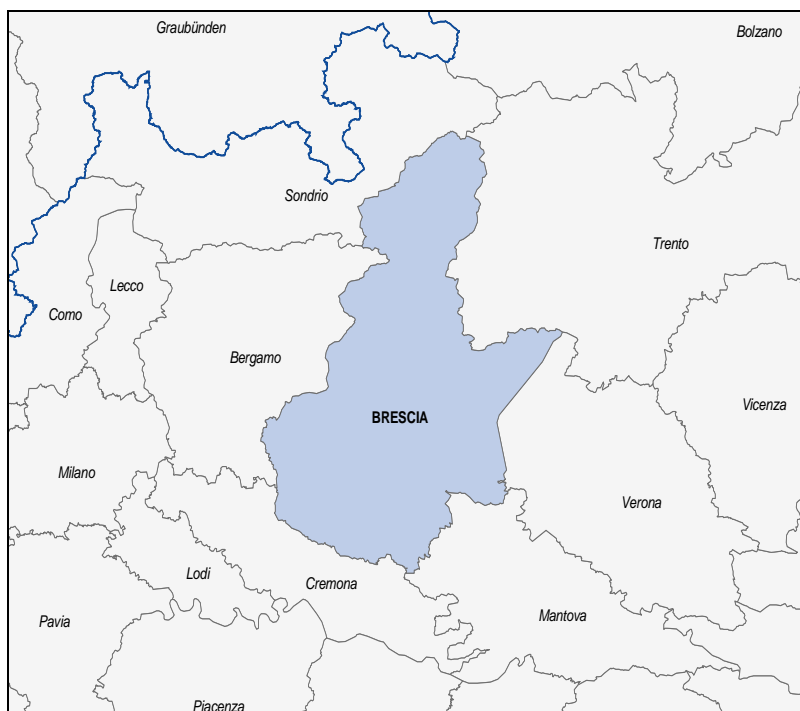 Graubünden
Bolzano
Sondrio
Trento
Lecco
Como
Bergamo
Vicenza
BRESCIA
Milano
Verona
Lodi
Cremona
Mantova
Pavia
Piacenza